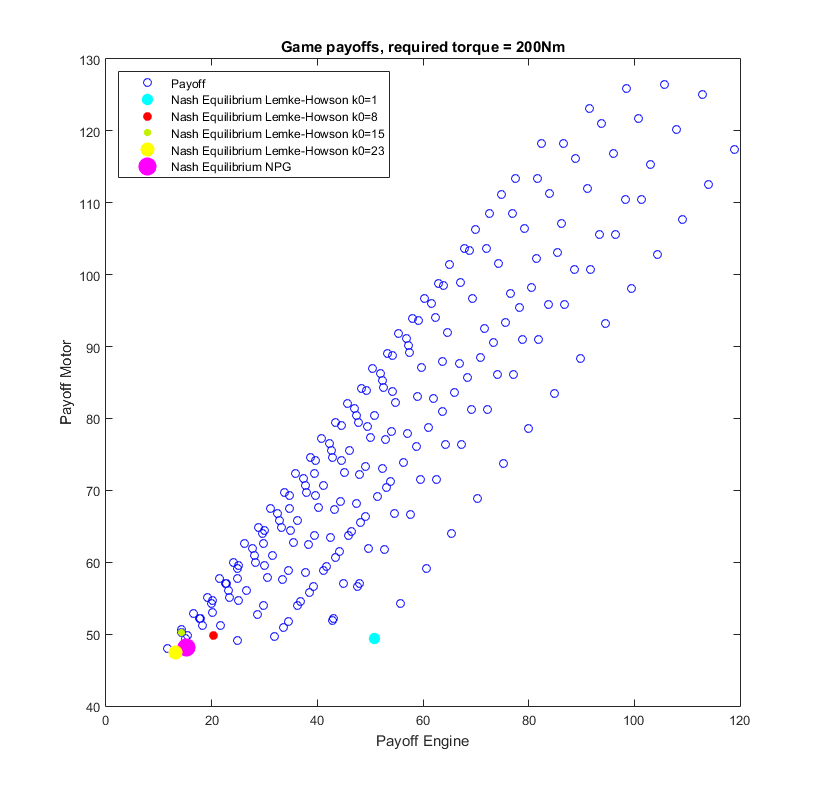 Game payoffs, required torque = 200Nm
130
120
110
100
90
80
70
60
50
40
Payoff Motor
Payoff
Nash Equilibrium Lemke-Howson k0=1
Nash Equilibrium Lemke-Howson k0=8
Nash Equilibrium Lemke-Howson k0=15
Nash Equilibrium Lemke-Howson k0=23
Nash Equilibrium NPG
0 20 40 60 80 100 120
Payoff Engine